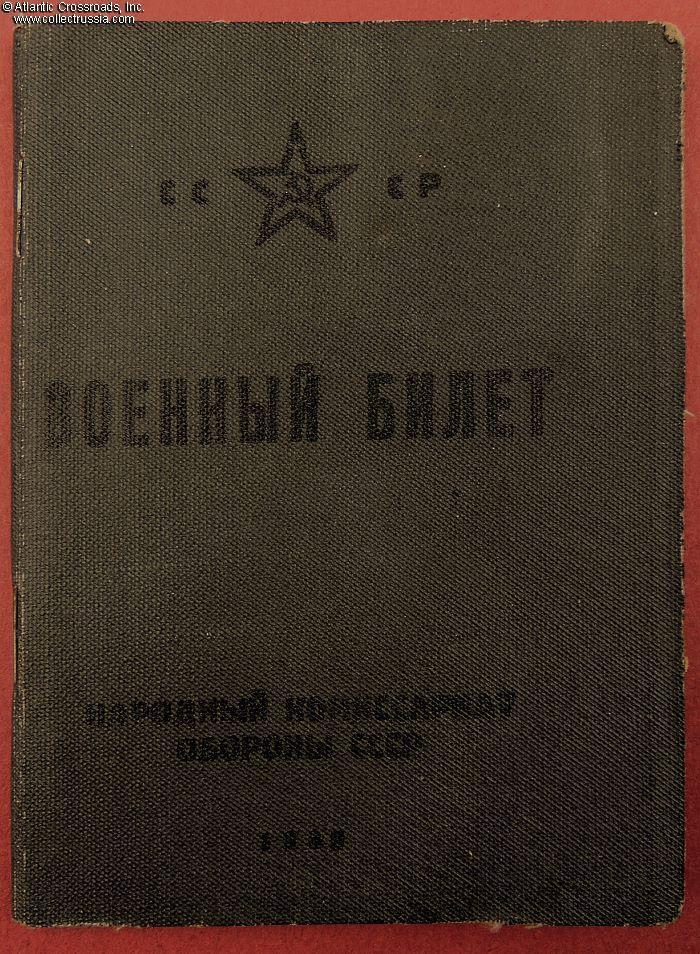 © Atlantic Crossroads, Inc.
www.collectrussia.com
СС СР
ВОЕННЫЙ БИЛЕТ
НАРОДНЫЙ КОМИССАРИАТ
ОБОРОНЫ СССР